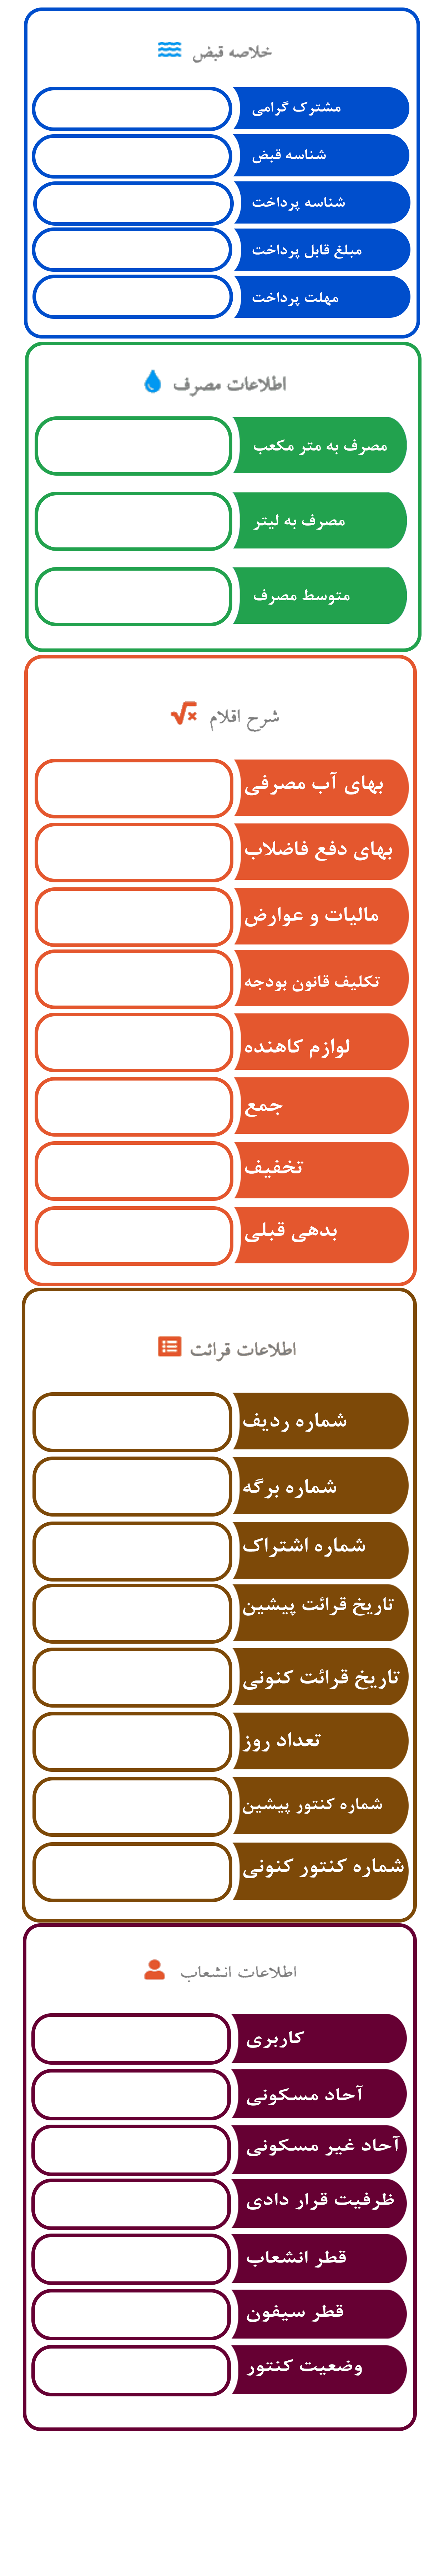 خلاصه قبض
مشترک گرامی
شناسه قبض
شناسه پرداخت
مبلغ قابل پرداخت
مهلت پرداخت
اطلاعات مصرف
مصرف به متر مکعب
مصرف به لیتر
متوسط مصرف
شرح اقلام
بهای آب مصرفی
بهای دفع فاضلاب
مالیات و عوارض
تکلیف قانون بودجه
لوازم کاهنده
جمع
تخفیف
بدهی قبلی
اطلاعات قرائت
شماره ردیف
شماره برگه
شماره اشتراک
تاریخ قرائت پیشین
تاریخ قرائت کنونی
تعداد روز
شماره کنتور پیشین
شماره کنتور کنونی
اطلاعات انشعاب
کاربری
آحاد مسکونی
آحاد غیر مسکونی
ظرفیت قرار دادی
قطر انشعاب
قطر سیفون
وضعیت کنتور